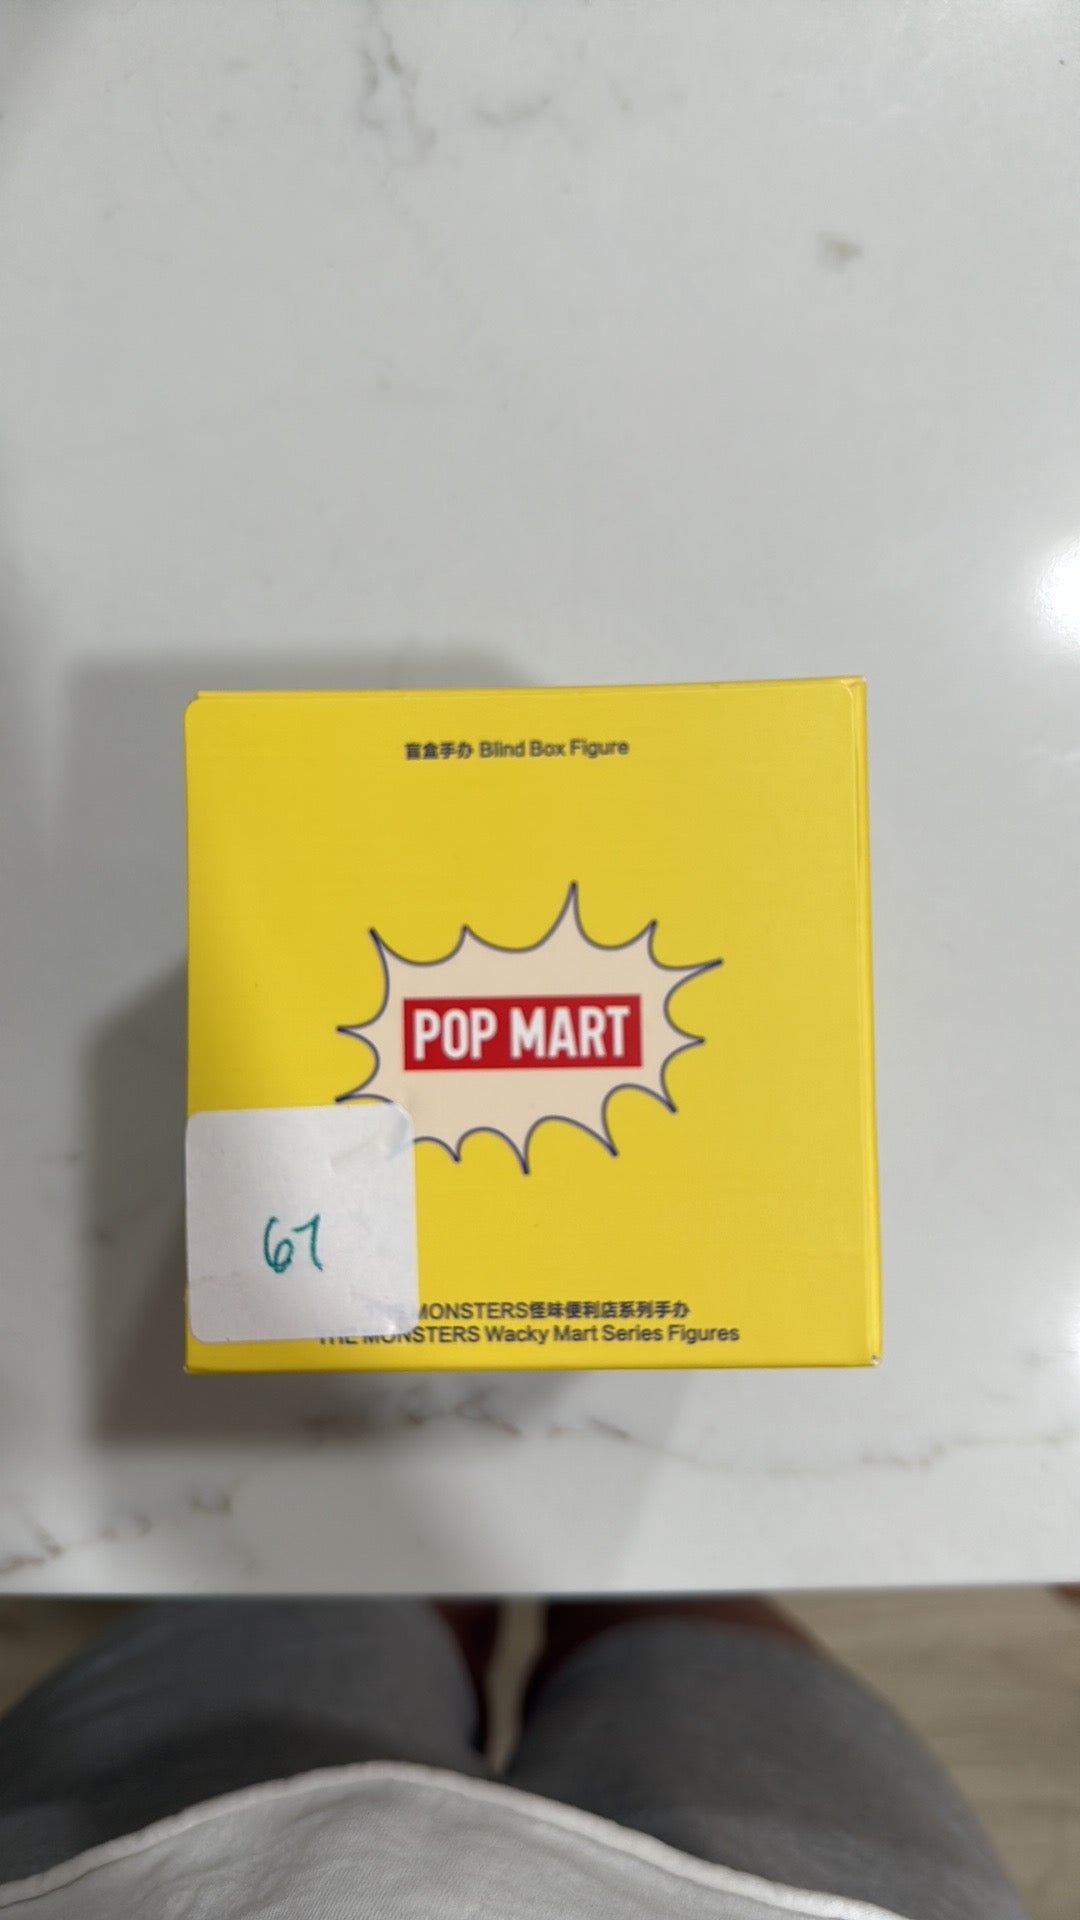 盲盒手办 Blind Box Figure
POP MART
67
THE MONSTERS怪味便利店系列手办
THE MONSTERS Wacky Mart Series Figures